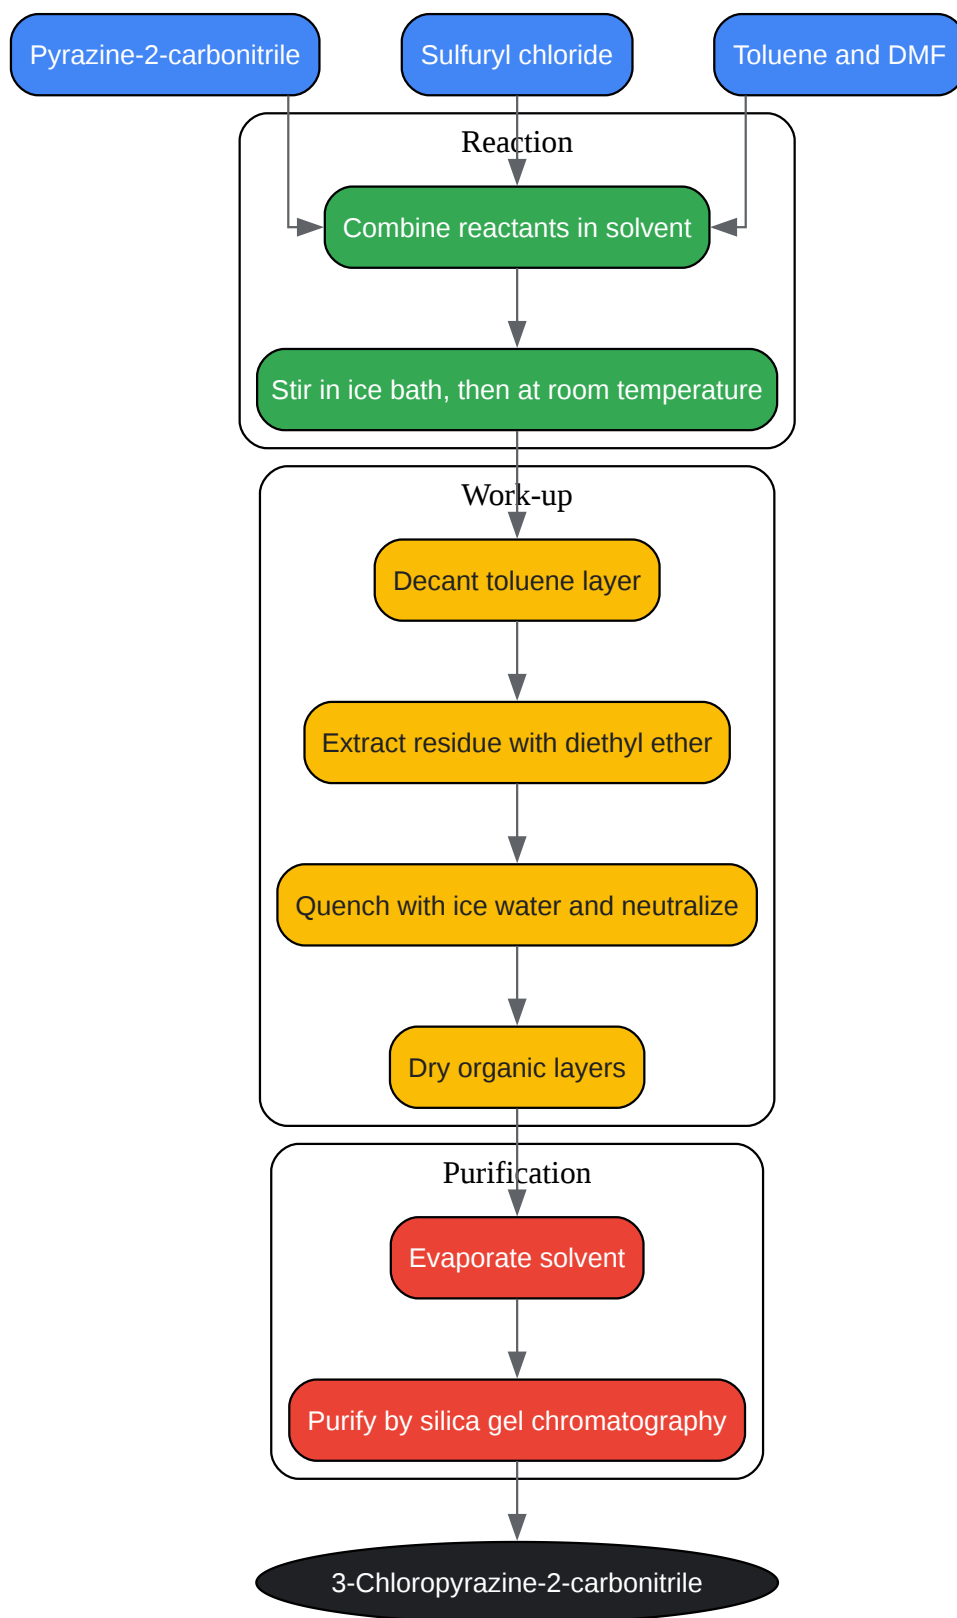 Pyrazine-2-carbonitrile
Sulfuryl chloride
Toluene and DMF
Reaction
Combine reactants in solvent
Stir in ice bath, then at room temperature
Work-up
Decant toluene layer
Extract residue with diethyl ether
Quench with ice water and neutralize
Dry organic layers
Purification
Evaporate solvent
Purify by silica gel chromatography
3-Chloropyrazine-2-carbonitrile